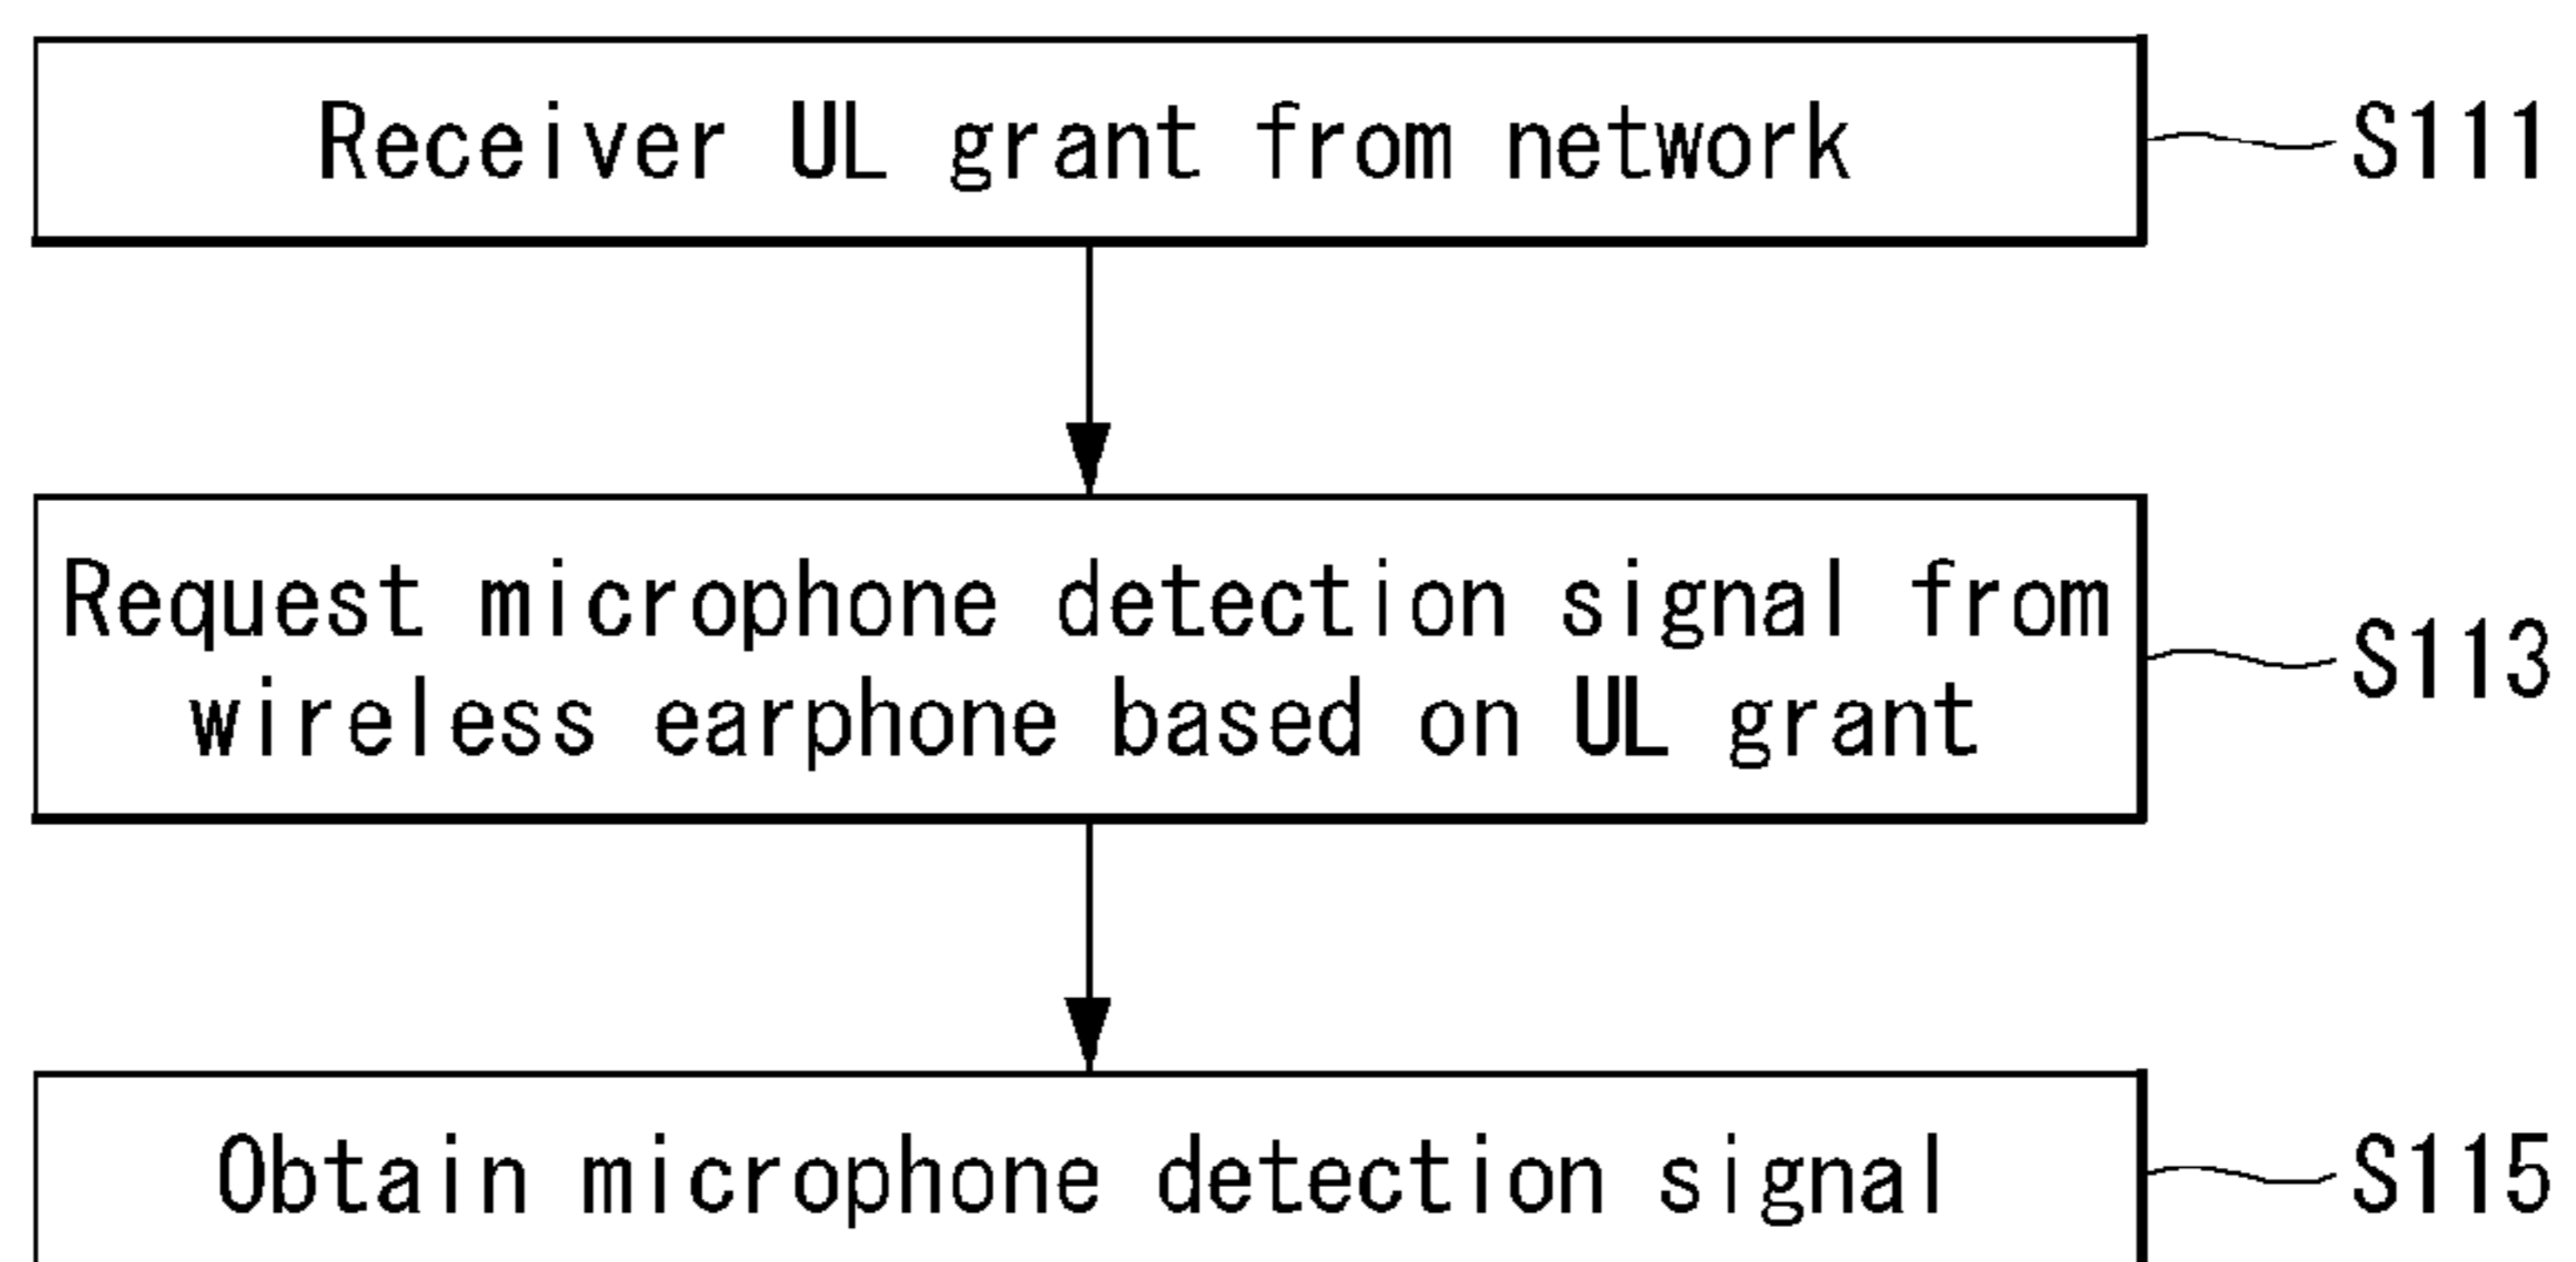 Receiver UL grant from network
S111
Request microphone detection signal from
wireless earphone based on UL grant
S113
Obtain microphone detection signal
S115